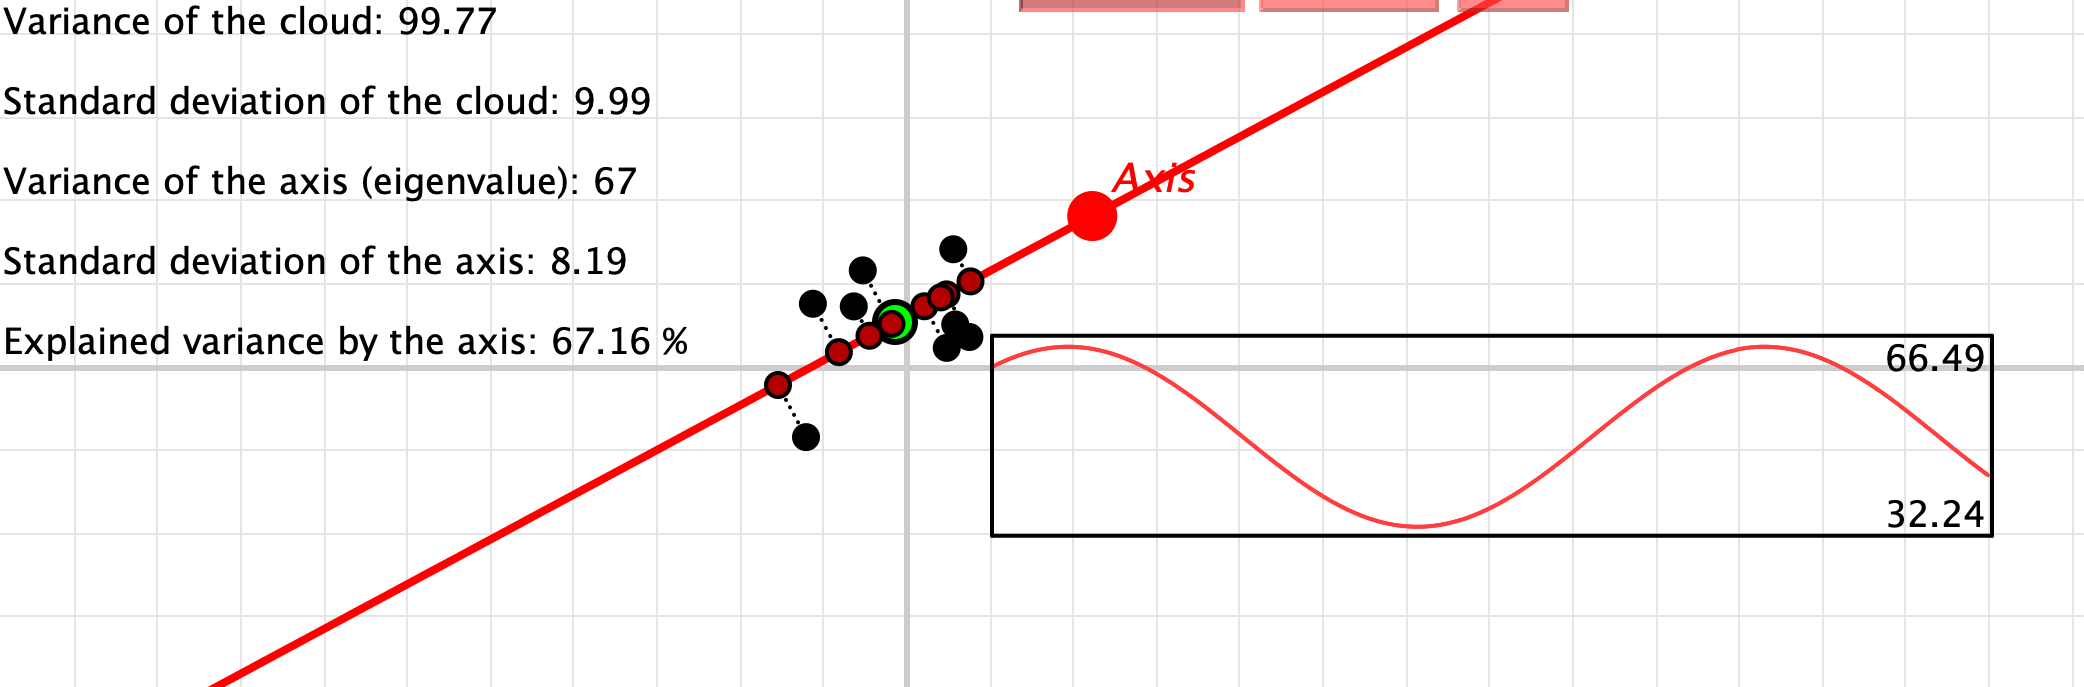 Variance of the cloud: 99.77
Standard deviation of the cloud: 9.99
Variance of the axis (eigenvalue): 67
Axis
Standard deviation of the axis: 8.19
Explained variance by the axis: 67.16 %
66.49
32.24